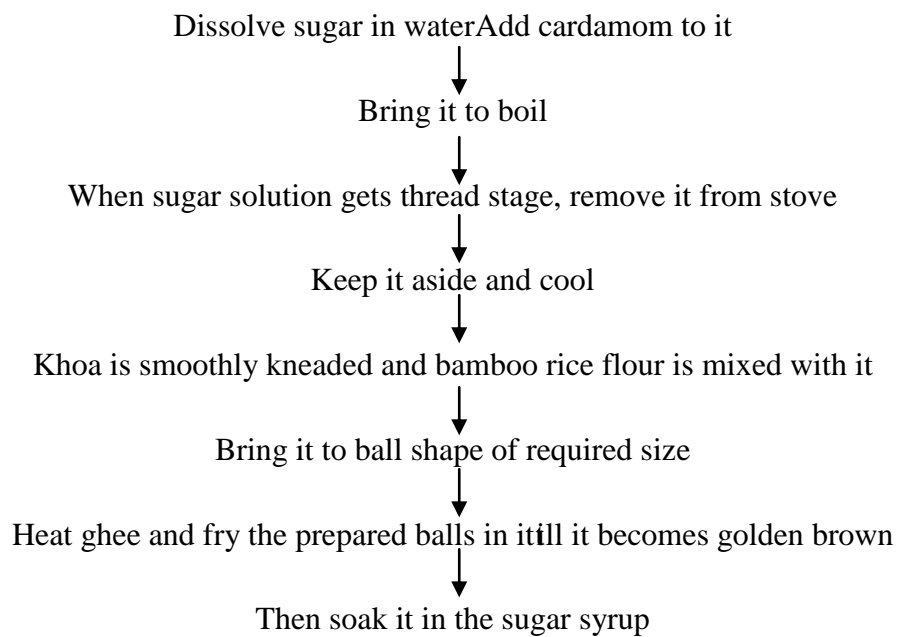 Dissolve sugar in waterAdd cardamom to it
Bring it to boil
When sugar solution gets thread stage, remove it from stove
Keep it aside and cool
Khoa is smoothly kneaded and bamboo rice flour is mixed with it
Bring it to ball shape of required size
Heat ghee and fry the prepared balls in ittill it becomes golden brown
Then soak it in the sugar syrup